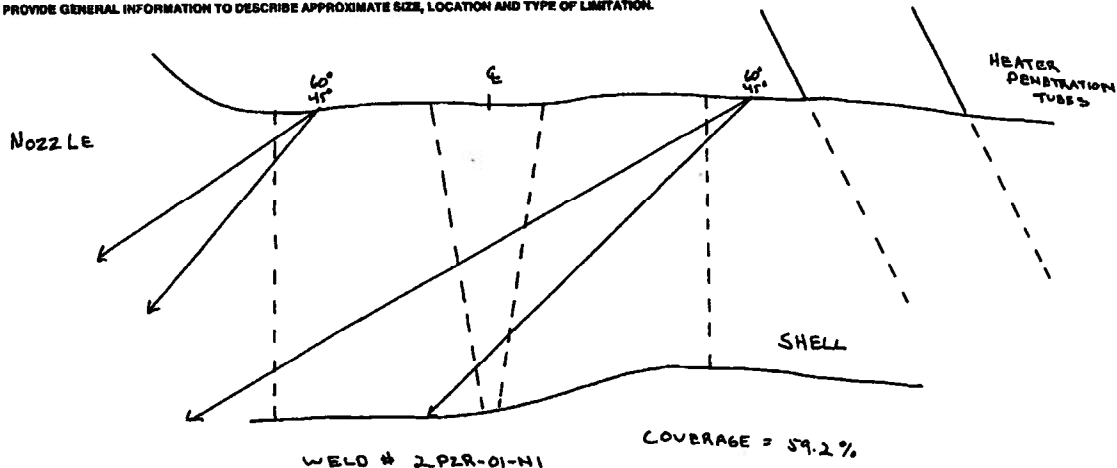 PROVIDE GENERAL INFORMATION TO DESCRIBE APPROXIMATE SIZE, LOCATION AND TYPE OF LIMITATION.
60°
45°
℄
60°
45°
HEATER
PENETRATION
TUBES
NOZZLE
SHELL
COVERAGE = 59.2%
WELD # 2PZR-01-N1